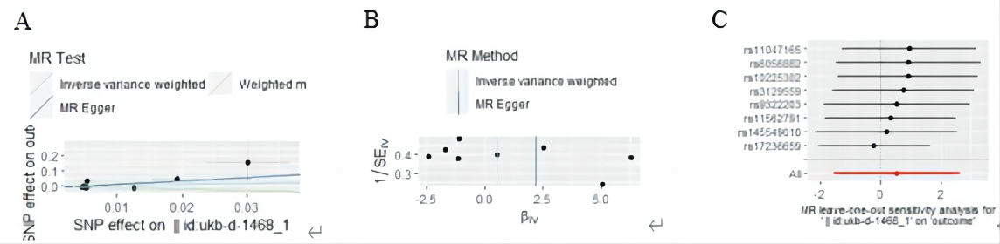 A
MR Test
Inverse variance weighted
Weighted m
MR Egger
SNP effect on out
0.2
0.1
0.0
0.01
0.02
0.03
SNP effect on || id:ukb-d-1468_1
B
MR Method
Inverse variance weighted
MR Egger
1/SE_IV
0.4
0.3
-2.5
0.0
2.5
5.0
β_IV
C
rs11047166
rs3129559
rs9322203
rs11562791
rs17236659
All
-2
0
2
MR leave-one-out sensitivity analysis for
'|| id:ukb-d-1468_1' on 'outcome'